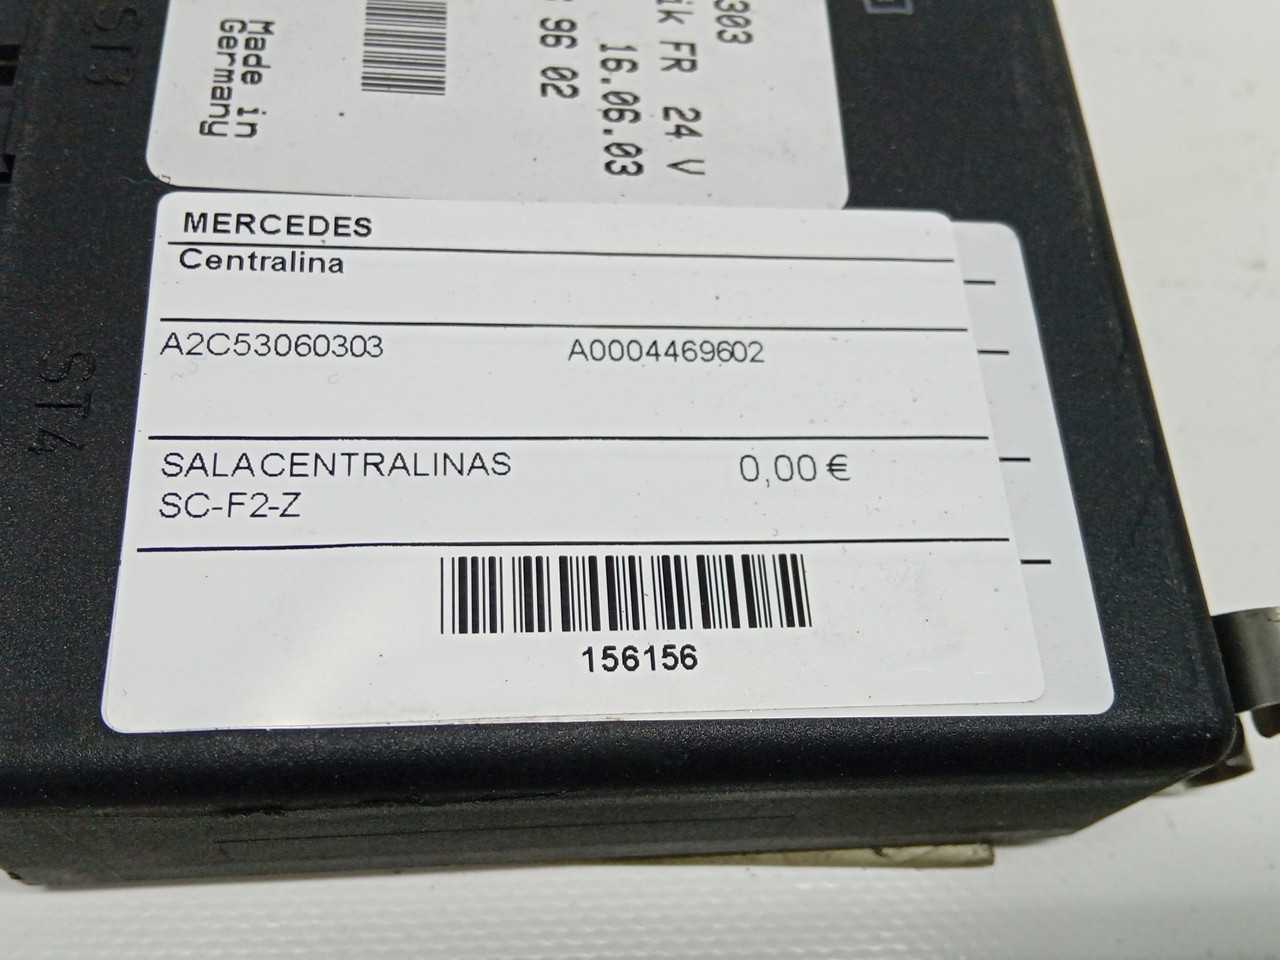 303
ik FR 24 V
16.06.03
96 02
Made in
Germany
ST3
ST4
MERCEDES
Centralina
A2C53060303 A0004469602
SALACENTRALINAS 0,00 €
SC-F2-Z
156156